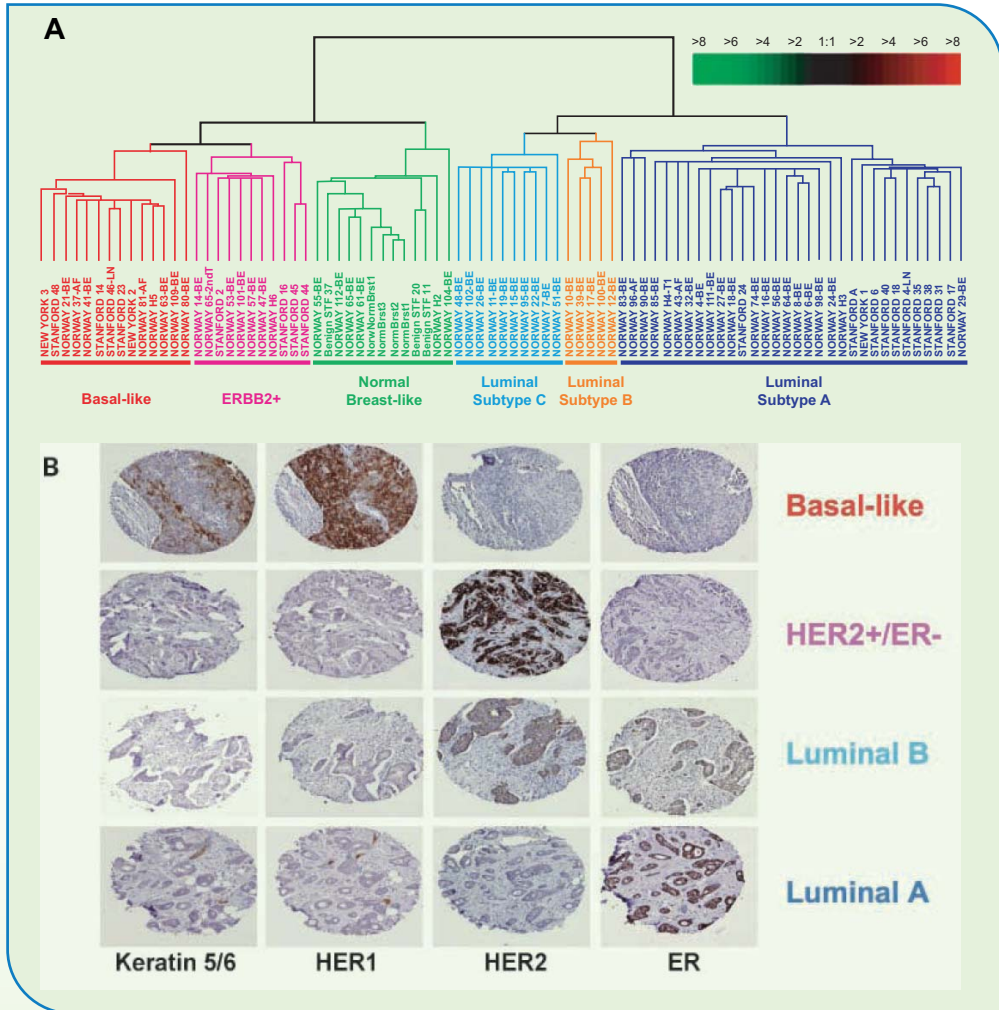 A
>8 >6 >4 >2 1:1 >2 >4 >6 >8
NEW YORK 3
STANFORD 48
NORWAY 21-BE
NORWAY 37-AF
NORWAY 41-BE
STANFORD 14
STANFORD 46-LN
STANFORD 23
NEW YORK 2
NORWAY 81-AF
NORWAY H5
NORWAY 63-BE
NORWAY 109-BE
NORWAY 80-BE
NORWAY 14-BE
STANFORD 2
NORWAY 53-BE
NORWAY 101-BE
NORWAY 57-BE
NORWAY 47-BE
NORWAY H6
STANFORD 16
STANFORD 45
STANFORD 44
NORWAY 55-BE
Benign STF 37
NORWAY 112-BE
NORWAY 65-BE
NORWAY 61-BE
NorwNormBrst1
NormBrst3
NormBrst2
NormBrst1
Benign STF 20
Benign STF 11
NORWAY H2
NORWAY 104-BE
NORWAY 48-BE
NORWAY 102-BE
NORWAY 26-BE
NORWAY 11-BE
NORWAY 19-BE
NORWAY 15-BE
NORWAY 95-BE
NORWAY 22-BE
NORWAY 7-BE
NORWAY 51-BE
NORWAY 10-BE
NORWAY 39-BE
NORWAY 17-BE
NORWAY 100-BE
NORWAY 12-BE
NORWAY 83-BE
NORWAY 90-BE
NORWAY 85-BE
NORWAY H4-T1
NORWAY 43-AF
NORWAY 32-BE
NORWAY 111-BE
NORWAY 27-BE
STANFORD 24
NORWAY 74-BE
NORWAY 16-BE
NORWAY 56-BE
NORWAY 64-BE
NORWAY 8-BE
NORWAY 6-BE
NORWAY 98-BE
NORWAY 24-BE
NORWAY H3
STANFORD A
NEW YORK 1
STANFORD 6
STANFORD 40
STANFORD 18
STANFORD 4-LN
STANFORD 35
STANFORD 38
STANFORD 31
STANFORD 17
NORWAY 29-BE
Basal-like
ERBB2+
Normal
Breast-like
Luminal
Subtype C
Luminal
Subtype B
Luminal
Subtype A
B
Basal-like
HER2+/ER-
Luminal B
Luminal A
Keratin 5/6 HER1 HER2 ER